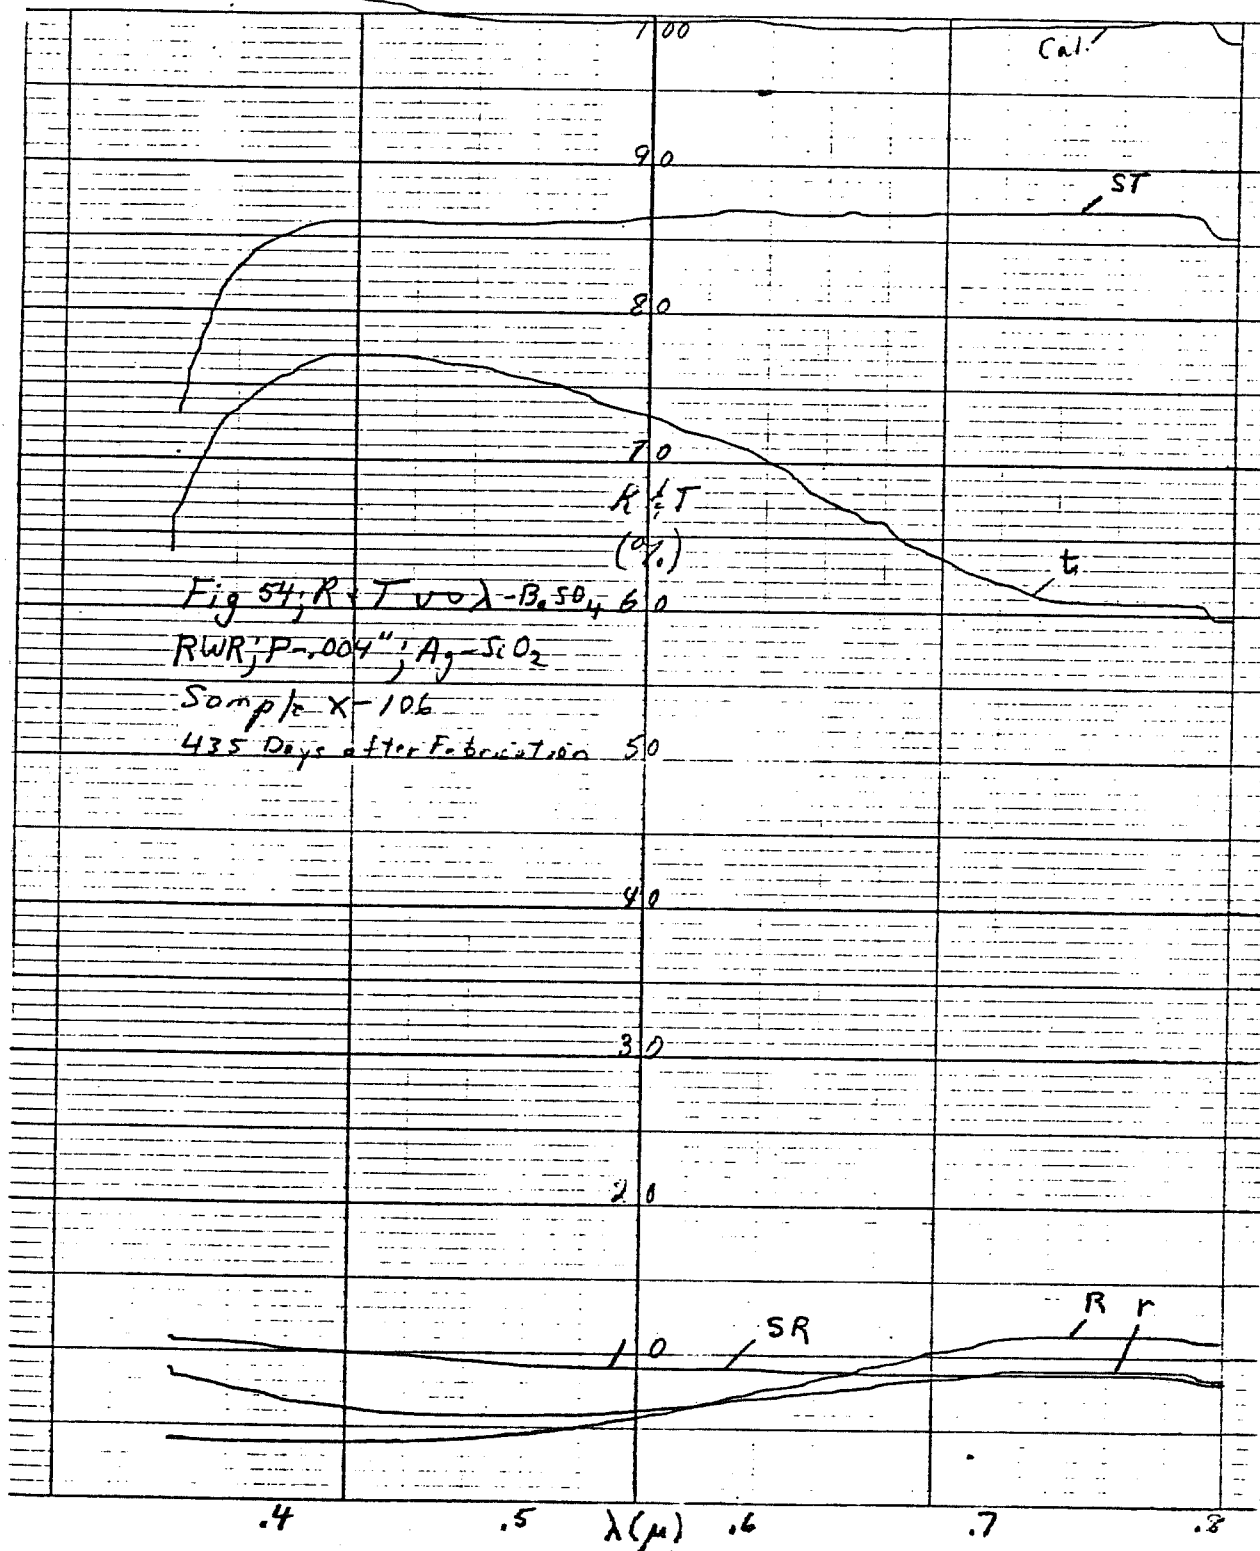 100
Cal.
90
ST
80
70
R & T
(%)
t
Fig 54; R & T vs λ - BaSO4 60
RWR; P-.004"; Ag-SiO2
Sample X-106
435 Days after Fabrication 50
40
30
20
R r
SR
10
.4 .5 λ(μ) .6 .7 .8